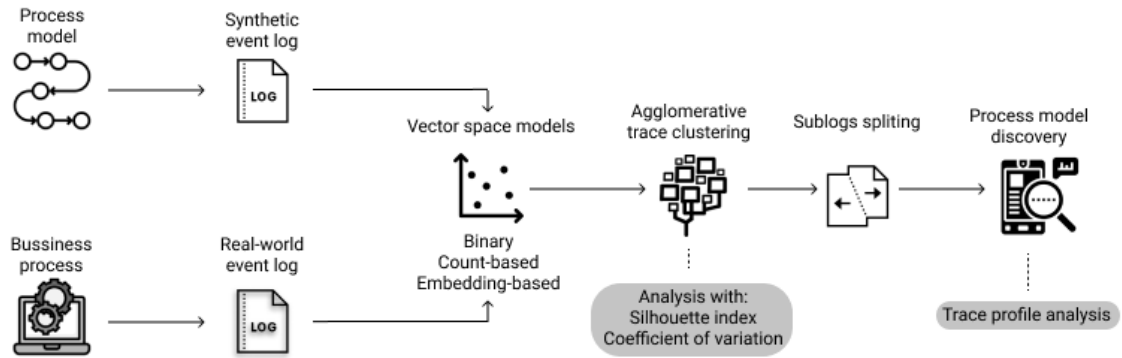 Process
model
Synthetic
event log
LOG
Vector space models
Binary
Count-based
Embedding-based
Bussiness
process
Real-world
event log
LOG
Agglomerative
trace clustering
Analysis with:
Silhouette index
Coefficient of variation
Sublogs spliting
Process model
discovery
Trace profile analysis